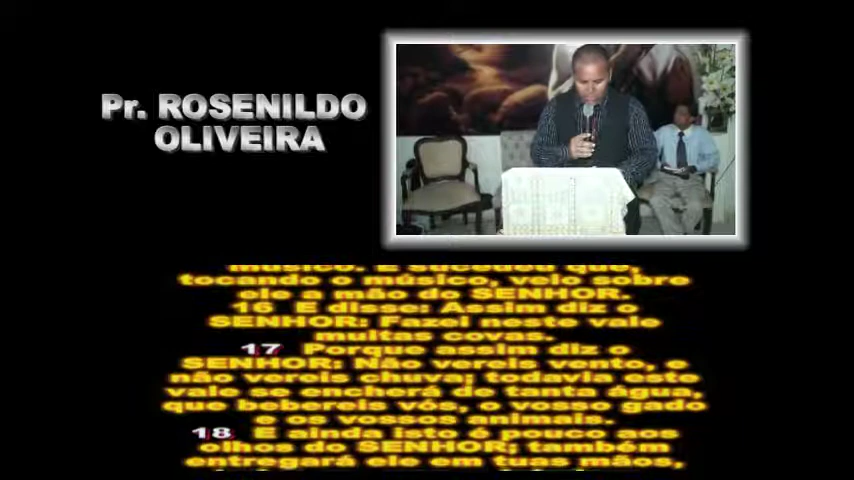 Pr. ROSENILDO
OLIVEIRA
músico. E sucedeu que,
tocando o músico, veio sobre
ele a mão do SENHOR.
16 E disse: Assim diz o
SENHOR: Fazei neste vale
muitas covas.
17 Porque assim diz o
SENHOR: Não vereis vento, e
não vereis chuva; todavia este
vale se encherá de tanta água,
que bebereis vós, o vosso gado
e os vossos animais.
18 E ainda isto é pouco aos
olhos do SENHOR; também
entregará ele em tuas mãos,